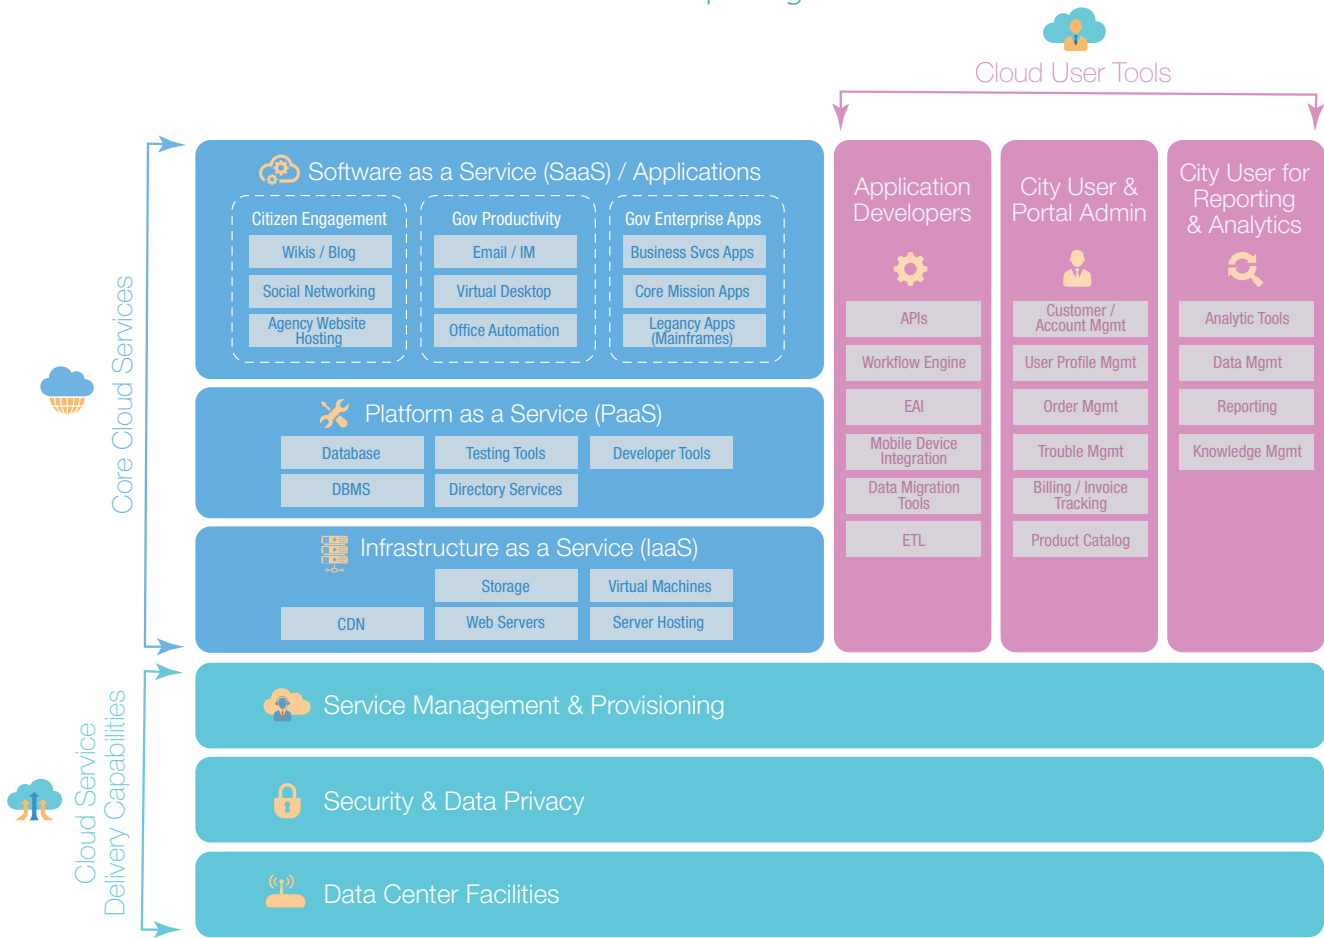 Cloud User Tools
Core Cloud Services
Software as a Service (SaaS) / Applications
Citizen Engagement
Wikis / Blog
Social Networking
Agency Website
Hosting
Gov Productivity
Email / IM
Virtual Desktop
Office Automation
Gov Enterprise Apps
Business Svcs Apps
Core Mission Apps
Legancy Apps
(Mainframes)
Platform as a Service (PaaS)
Database
Testing Tools
Developer Tools
DBMS
Directory Services
Infrastructure as a Service (IaaS)
Storage
Virtual Machines
CDN
Web Servers
Server Hosting
Application
Developers
APIs
Workflow Engine
EAI
Mobile Device
Integration
Data Migration
Tools
ETL
City User &
Portal Admin
Customer /
Account Mgmt
User Profile Mgmt
Order Mgmt
Trouble Mgmt
Billing / Invoice
Tracking
Product Catalog
City User for
Reporting
& Analytics
Analytic Tools
Data Mgmt
Reporting
Knowledge Mgmt
Cloud Service
Delivery Capabilities
Service Management & Provisioning
Security & Data Privacy
Data Center Facilities